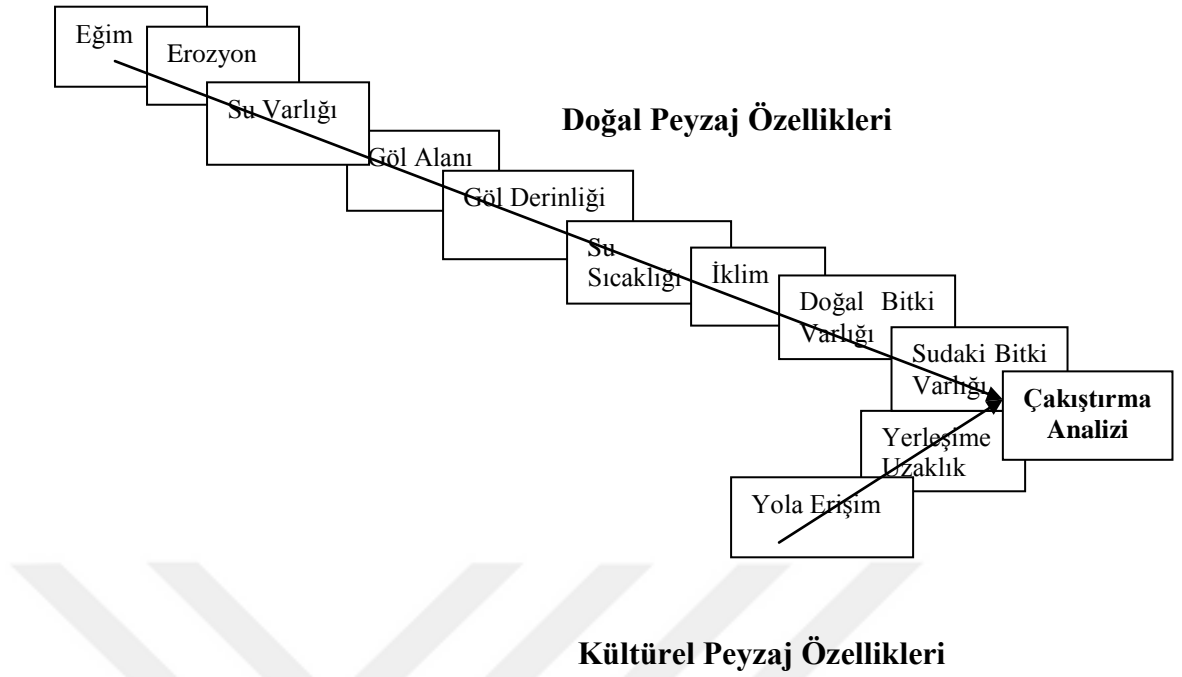 Eğim
Erozyon
Su Varlığı
Doğal Peyzaj Özellikleri
Göl Alanı
Göl Derinliği
Su
Sıcaklığı
İklim
Doğal Bitki
Varlığı
Sudaki Bitki
Varlığı
Çakıştırma
Analizi
Yerleşime
Uzaklık
Yola Erişim
Kültürel Peyzaj Özellikleri